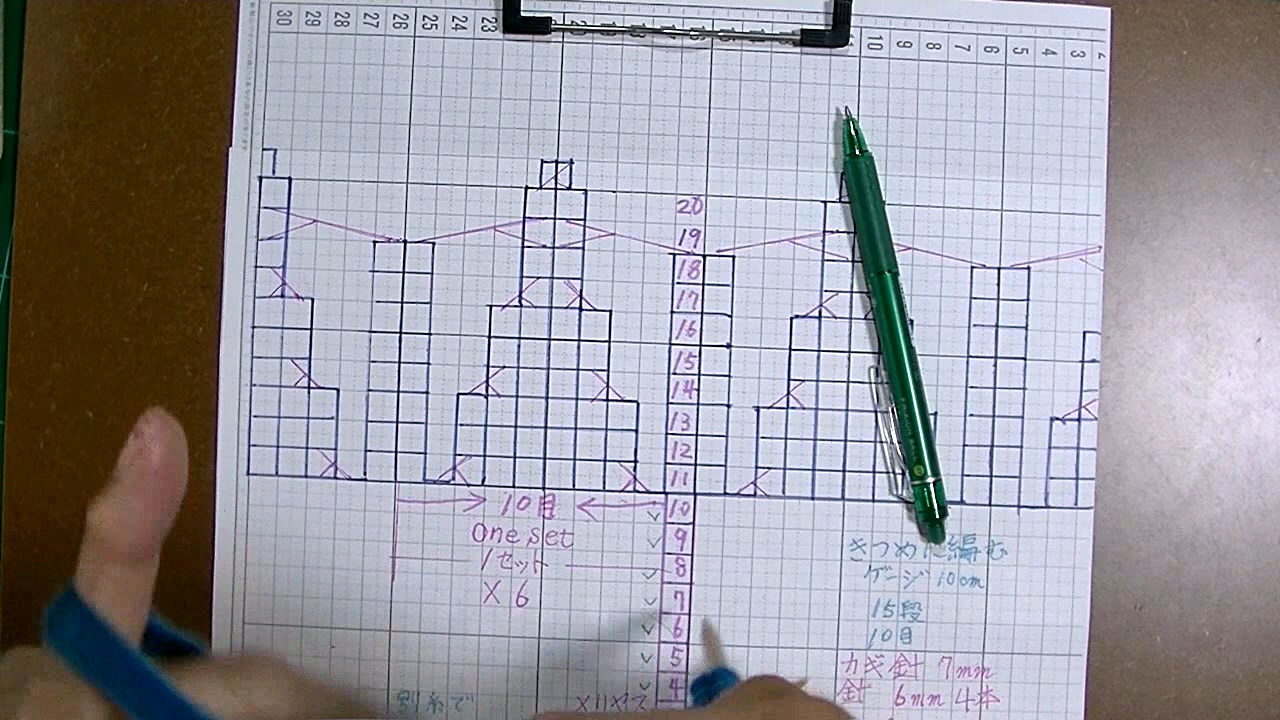 30 29 28 27 26 25 24 23 10 9 8 7 6 5 4 3
20
19
18
17
16
15
14
13
12
11
10目 10
One set 9
1セット 8
X 6 7
6
5
4
きつめに編む
ゲージ 10cm
15段
10目
カギ針 7mm
針 6mm 4本